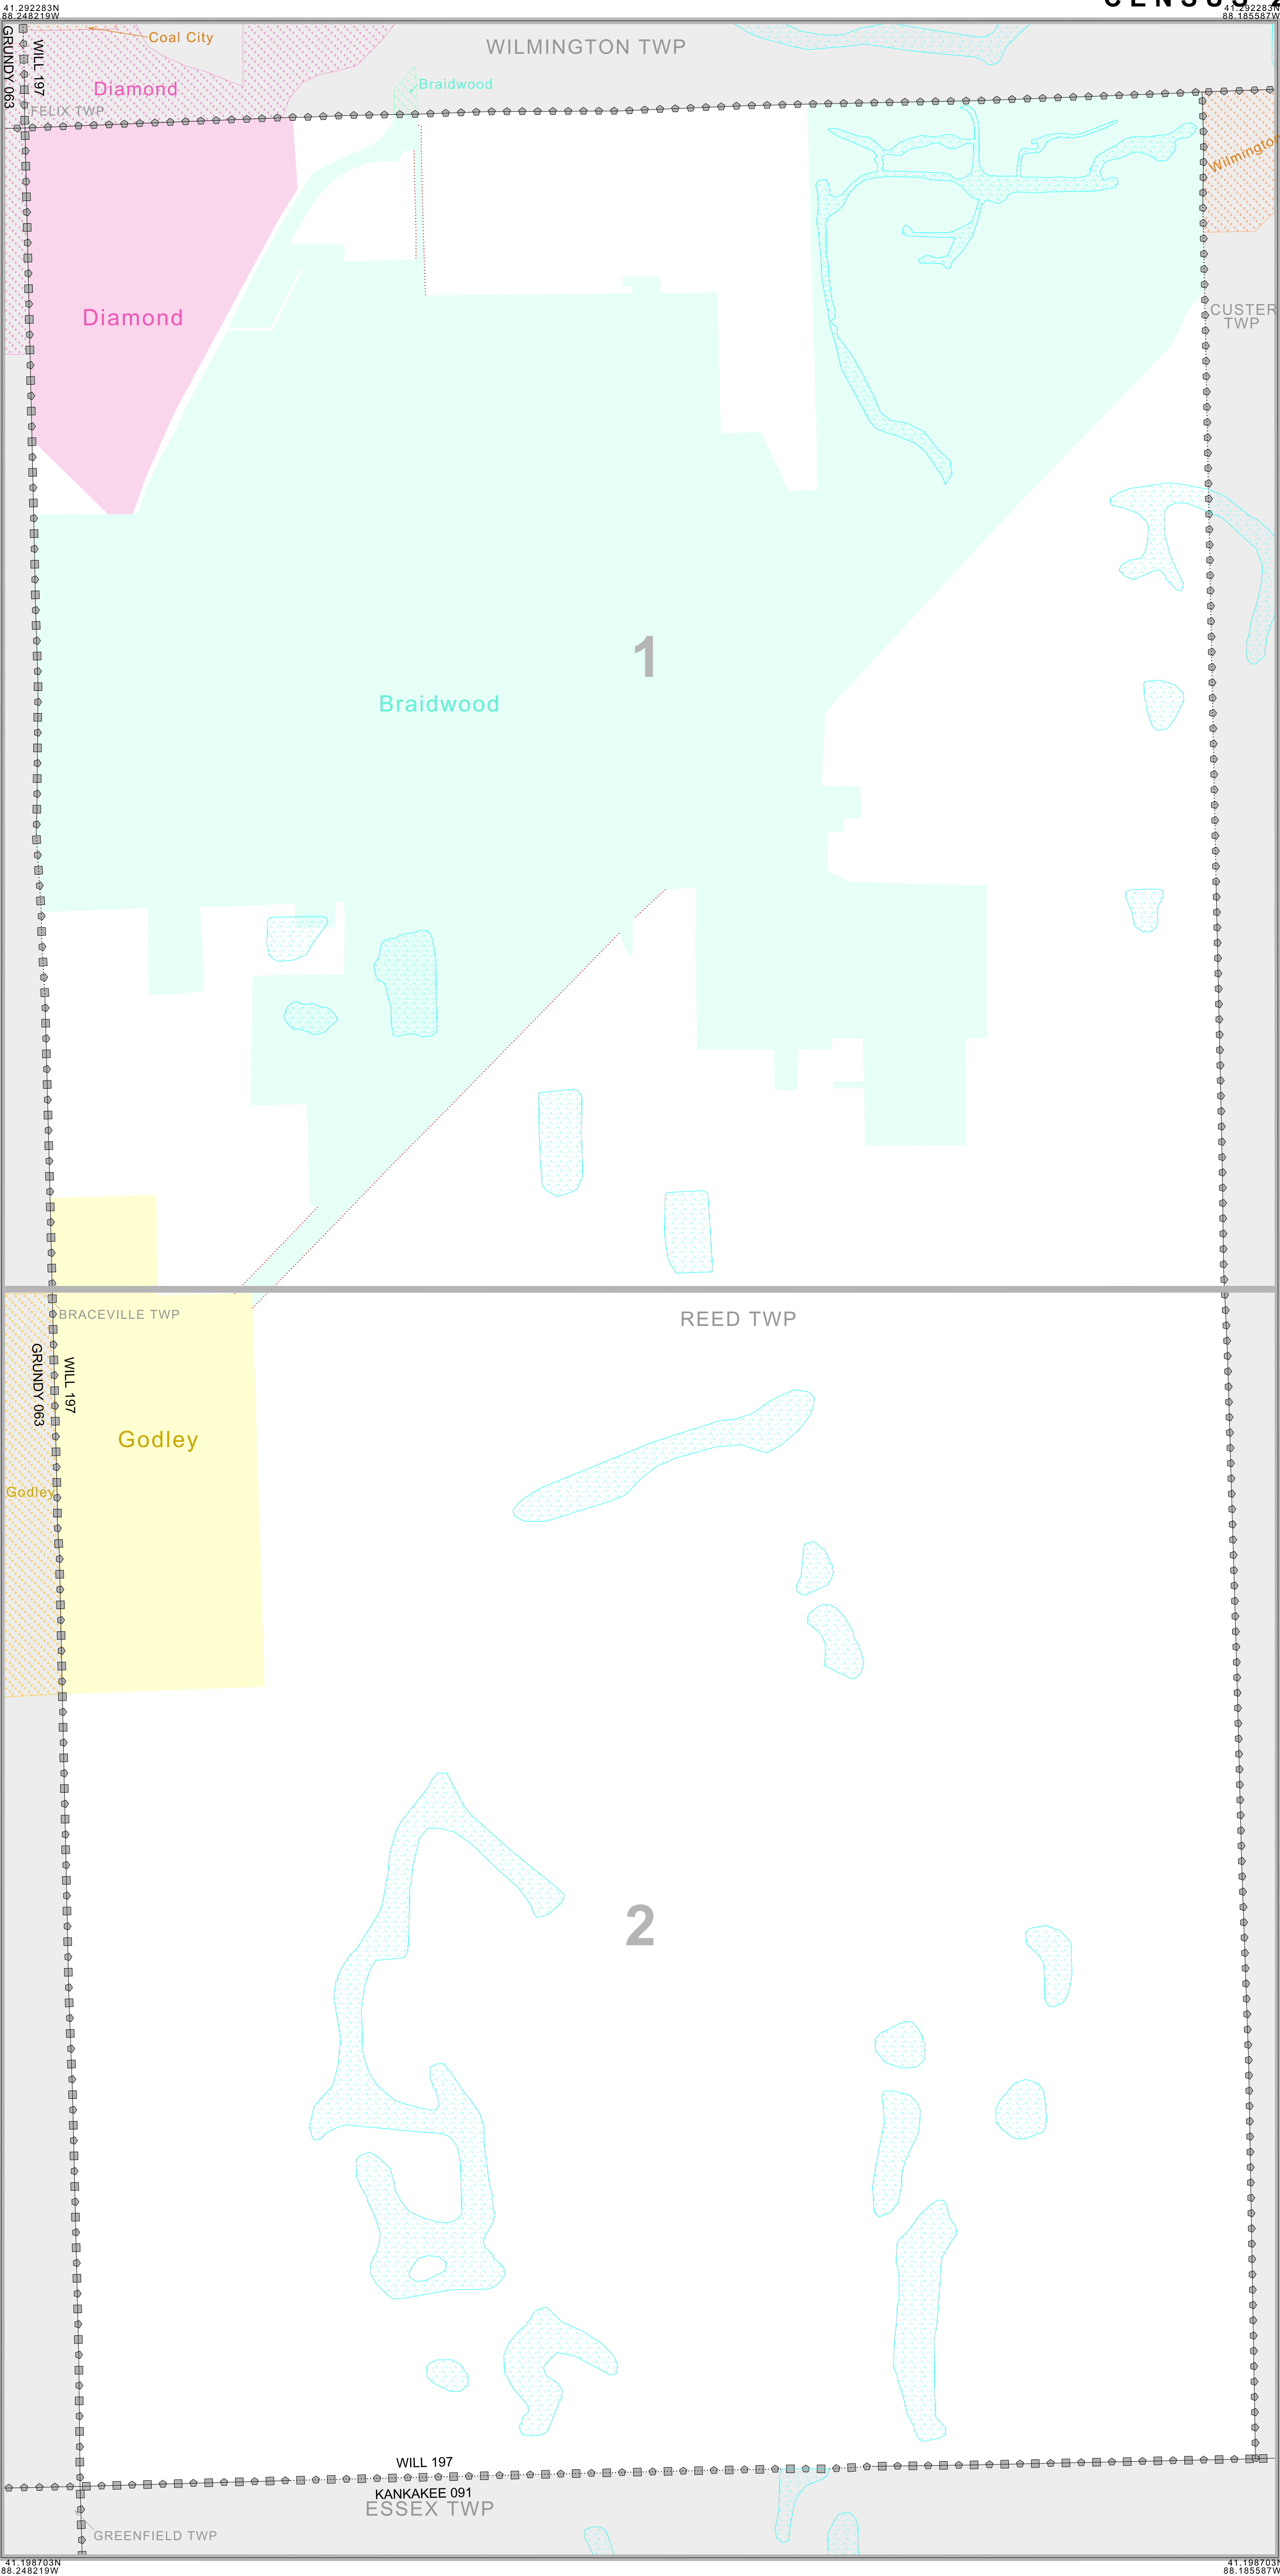 CENSUS
41.292283N
88.248219W
41.292283N
88.185587W
GRUNDY 063
WILL 197
Coal City
WILMINGTON TWP
Diamond
Braidwood
FELIX TWP
Wilmington
Diamond
CUSTER
TWP
1
Braidwood
BRACEVILLE TWP
REED TWP
GRUNDY 063
WILL 197
Godley
Godley
2
WILL 197
KANKAKEE 091
ESSEX TWP
GREENFIELD TWP
41.198703N
88.248219W
41.198703N
88.185587W